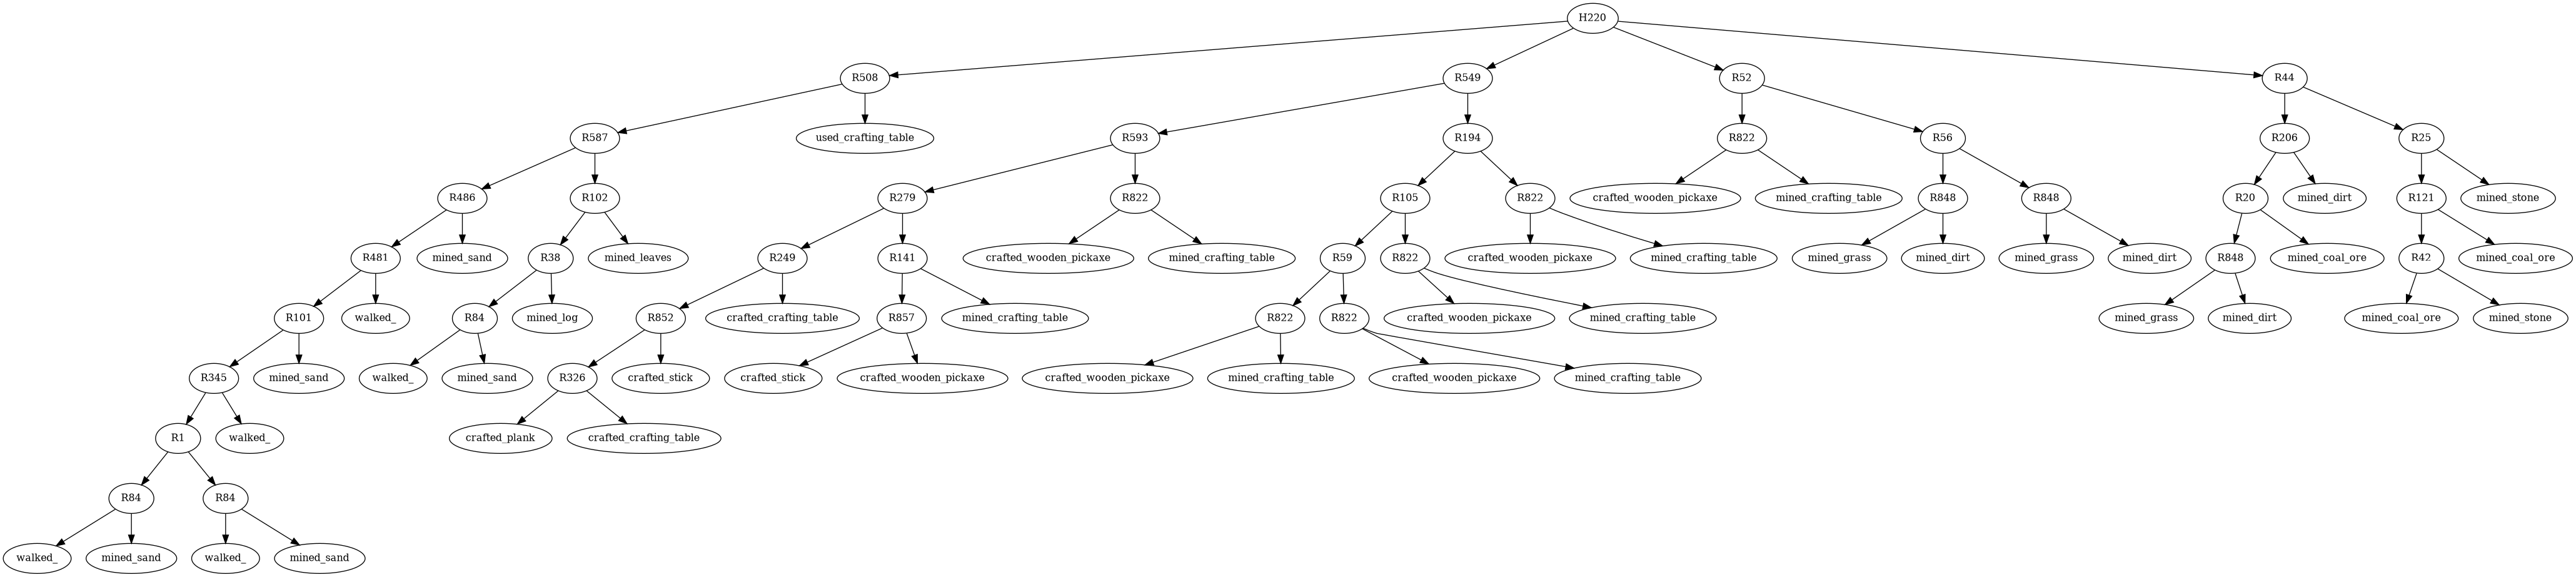 H220
R508
R549
R52
R44
R587
used_crafting_table
R593
R194
R822
R56
R206
R25
R486
R102
R279
R822
R105
R822
crafted_wooden_pickaxe
mined_crafting_table
R848
R848
R20
mined_dirt
R121
mined_stone
R481
mined_sand
R38
mined_leaves
R249
R141
crafted_wooden_pickaxe
mined_crafting_table
R59
R822
crafted_wooden_pickaxe
mined_crafting_table
mined_grass
mined_dirt
mined_grass
mined_dirt
R848
mined_coal_ore
R42
mined_coal_ore
R101
walked_
R84
mined_log
R852
crafted_crafting_table
R857
mined_crafting_table
R822
R822
crafted_wooden_pickaxe
mined_crafting_table
mined_grass
mined_dirt
mined_coal_ore
mined_stone
R345
mined_sand
walked_
mined_sand
R326
crafted_stick
crafted_stick
crafted_wooden_pickaxe
crafted_wooden_pickaxe
mined_crafting_table
crafted_wooden_pickaxe
mined_crafting_table
R1
walked_
crafted_plank
crafted_crafting_table
R84
R84
walked_
mined_sand
walked_
mined_sand